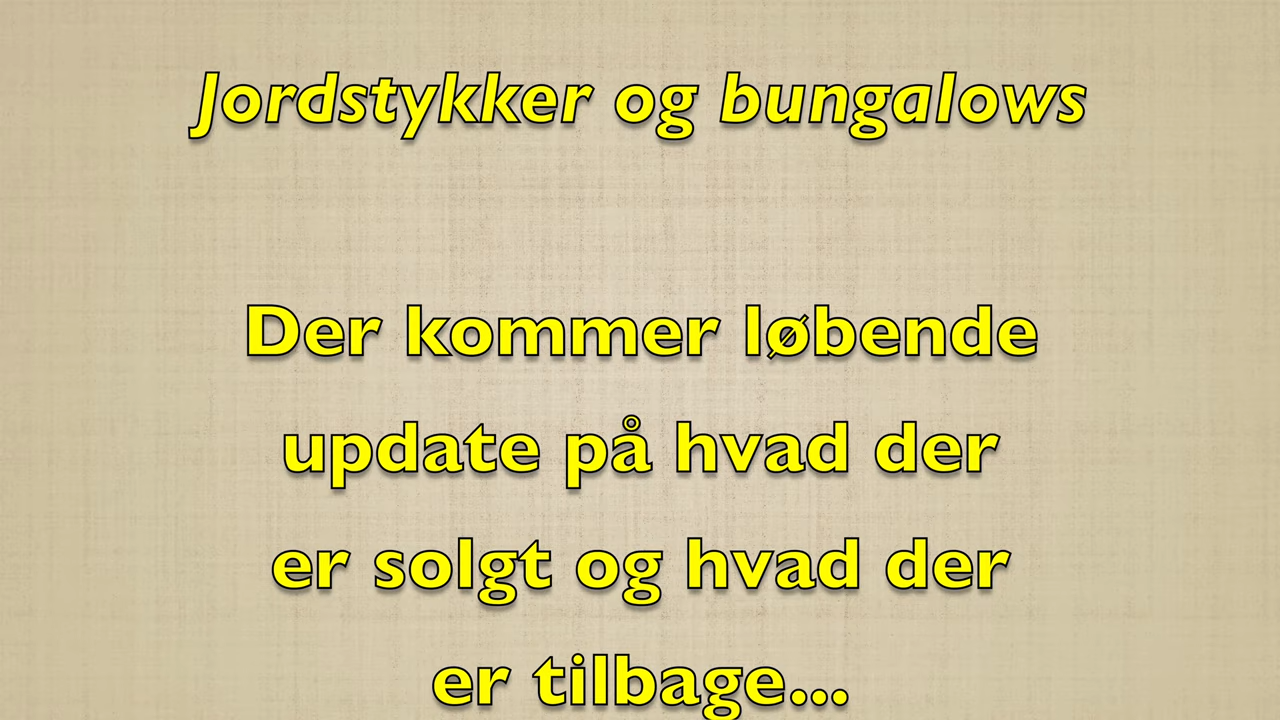 Jordstykker og bungalows
Der kommer løbende
update på hvad der
er solgt og hvad der
er tilbage...